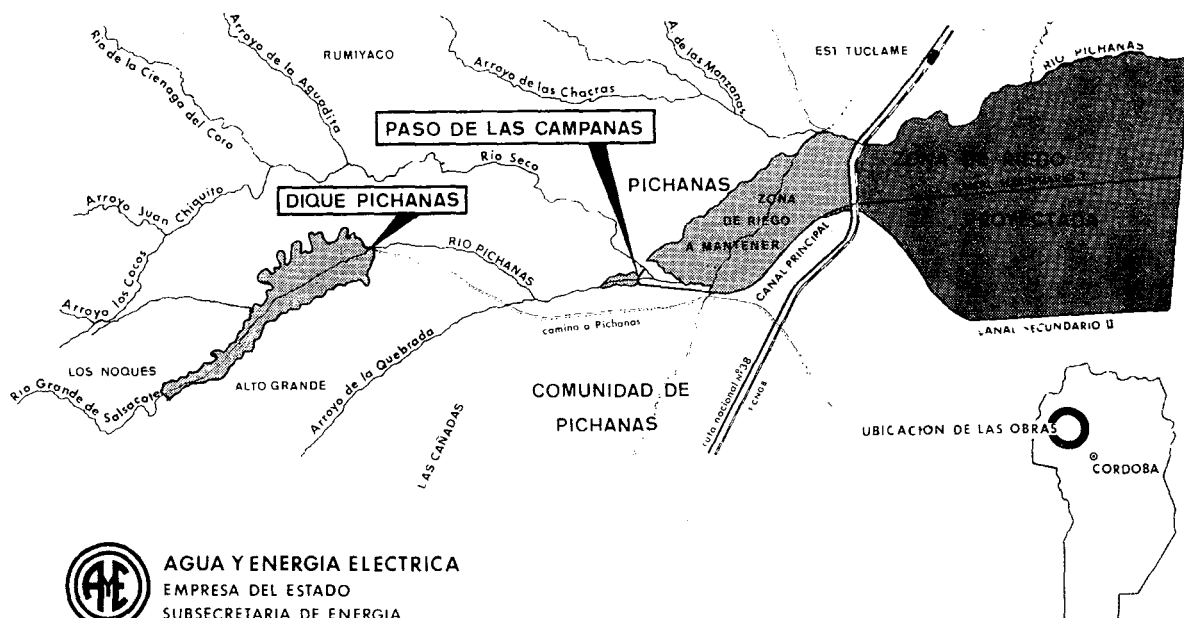 Rio de la Cienaga del Coro
Arroyo de la Aguadita
RUMIYACO
Arroyo de las Chacras
A. de las Manzanas
EST TUCLAME
RIO PICHANAS
PASO DE LAS CAMPANAS
Rio Seco
DIQUE PICHANAS
PICHANAS
ZONA
DE RIEGO
A MANTENER
ZONA DE RIEGO
PROYECTADA
Arroyo Juan Chiquito
Arroyo los Cocos
RIO PICHANAS
CANAL PRINCIPAL
camino a Pichanas
CANAL SECUNDARIO II
LOS NOQUES
ALTO GRANDE
Rio Grande de Salsacate
Arroyo de la Quebrada
LAS CAÑADAS
COMUNIDAD DE
PICHANAS
ruta nacional Nº38
F C N G B
UBICACION DE LAS OBRAS
CORDOBA
AYE
AGUA Y ENERGIA ELECTRICA
EMPRESA DEL ESTADO
SUBSECRETARIA DE ENERGIA